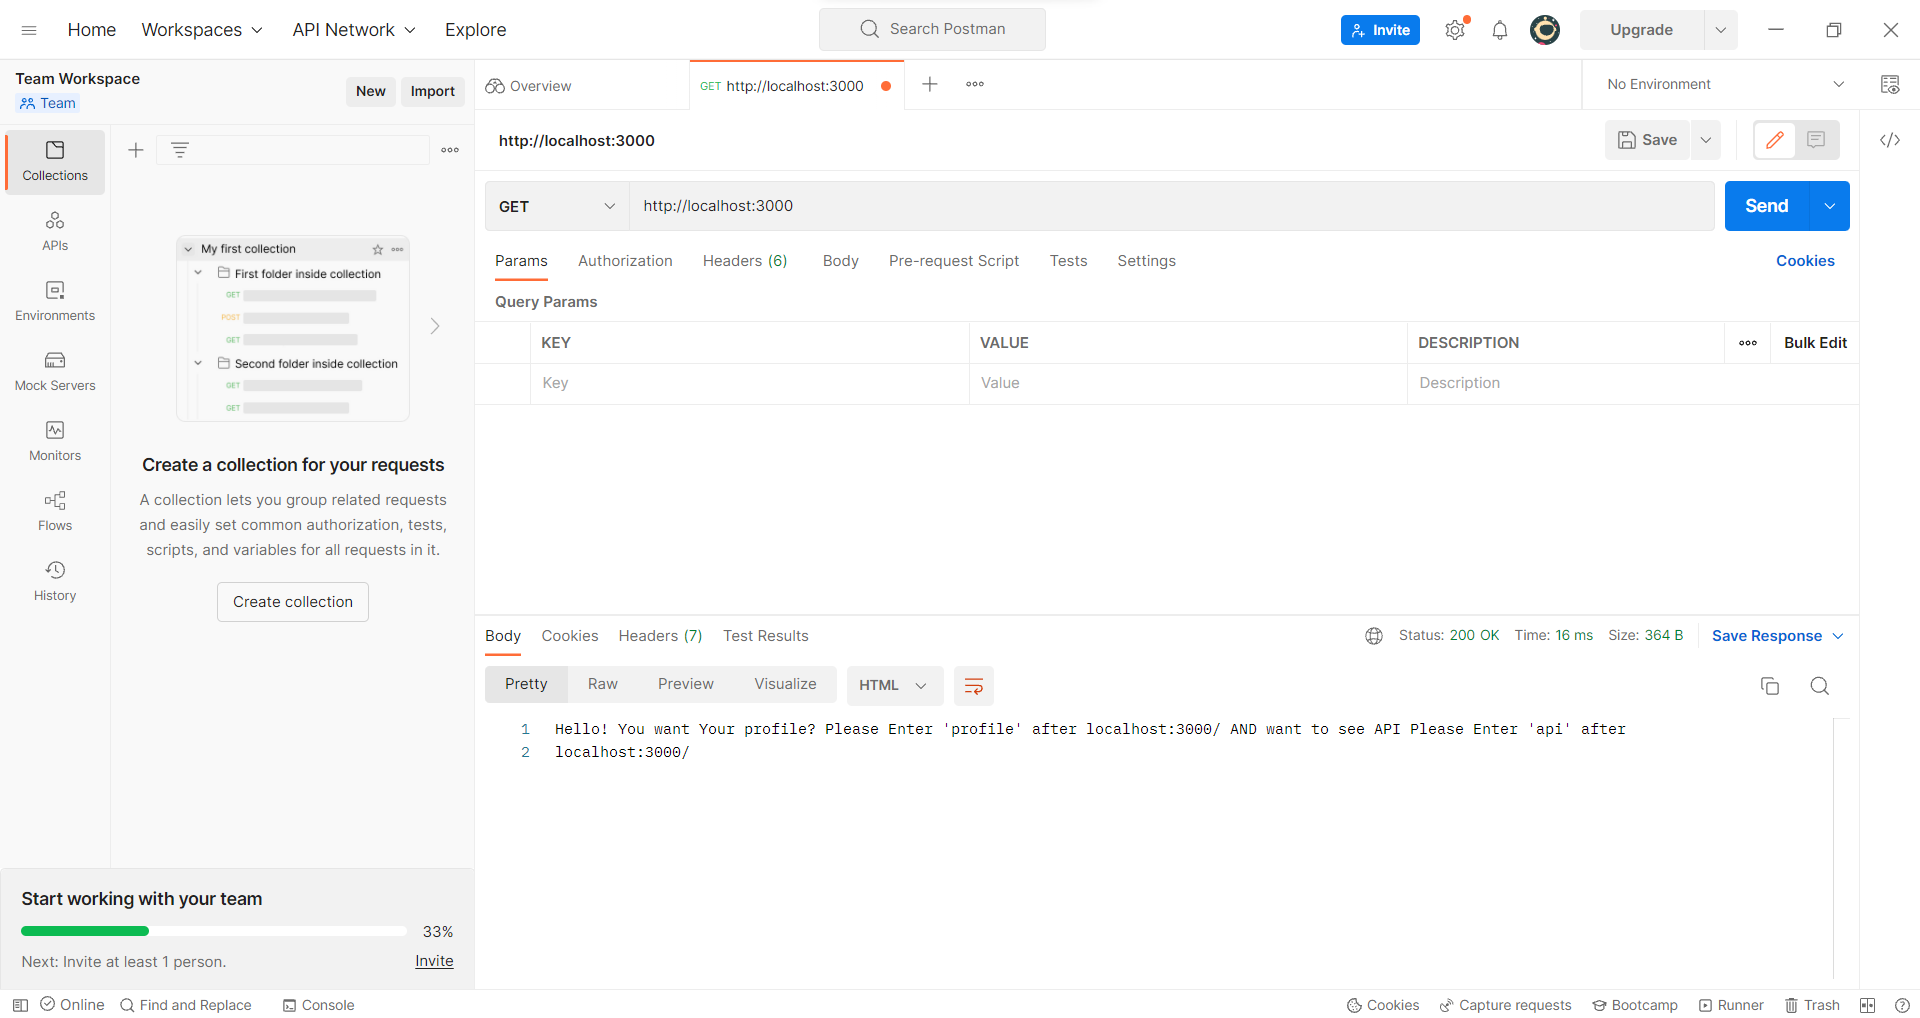 Home Workspaces API Network Explore Search Postman Invite Upgrade
Team Workspace
Team
New Import
Overview GET http://localhost:3000 No Environment
http://localhost:3000 Save
Collections
APIs
Environments
Mock Servers
Monitors
Flows
History
My first collection
First folder inside collection
GET
POST
GET
Second folder inside collection
GET
GET
Create a collection for your requests
A collection lets you group related requests
and easily set common authorization, tests,
scripts, and variables for all requests in it.
Create collection
Start working with your team
33%
Next: Invite at least 1 person. Invite
GET http://localhost:3000 Send
Params Authorization Headers (6) Body Pre-request Script Tests Settings Cookies
Query Params
KEY VALUE DESCRIPTION Bulk Edit
Key Value Description
Body Cookies Headers (7) Test Results Status: 200 OK Time: 16 ms Size: 364 B Save Response
Pretty Raw Preview Visualize HTML
1 Hello! You want Your profile? Please Enter 'profile' after localhost:3000/ AND want to see API Please Enter 'api' after
2 localhost:3000/
Online Find and Replace Console Cookies Capture requests Bootcamp Runner Trash